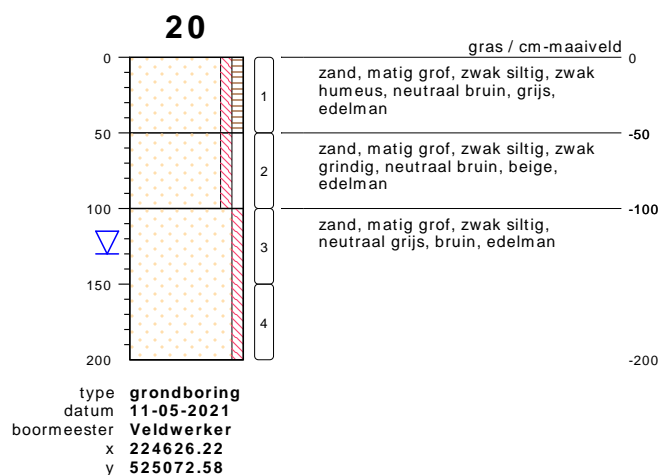 20
gras / cm-maaiveld
0
0
zand, matig grof, zwak siltig, zwak
humeus, neutraal bruin, grijs,
edelman
1
50
-50
zand, matig grof, zwak siltig, zwak
grindig, neutraal bruin, beige,
edelman
2
100
-100
zand, matig grof, zwak siltig,
neutraal grijs, bruin, edelman
3
150
4
200
-200
type grondboring
datum 11-05-2021
boormeester Veldwerker
x 224626.22
y 525072.58